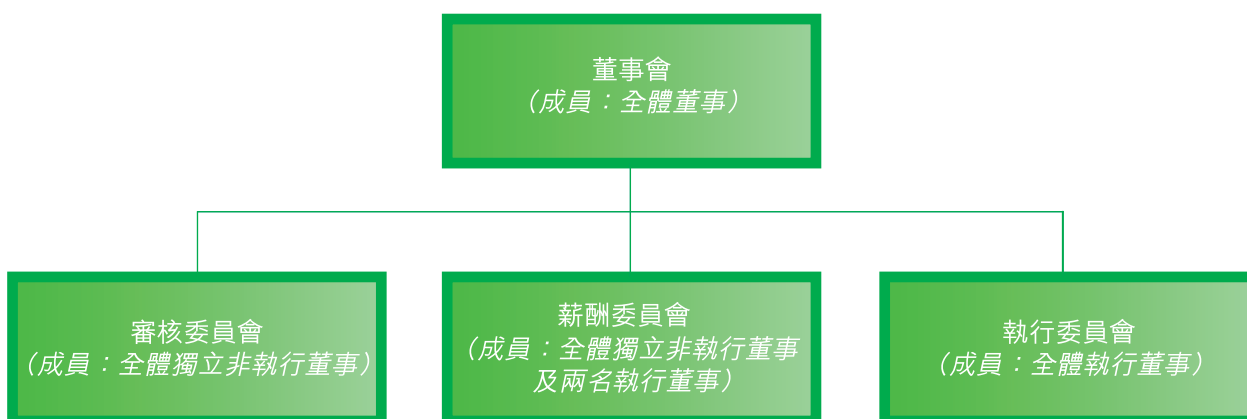 董事會
（成員：全體董事）
審核委員會
（成員：全體獨立非執行董事）
薪酬委員會
（成員：全體獨立非執行董事
及兩名執行董事）
執行委員會
（成員：全體執行董事）